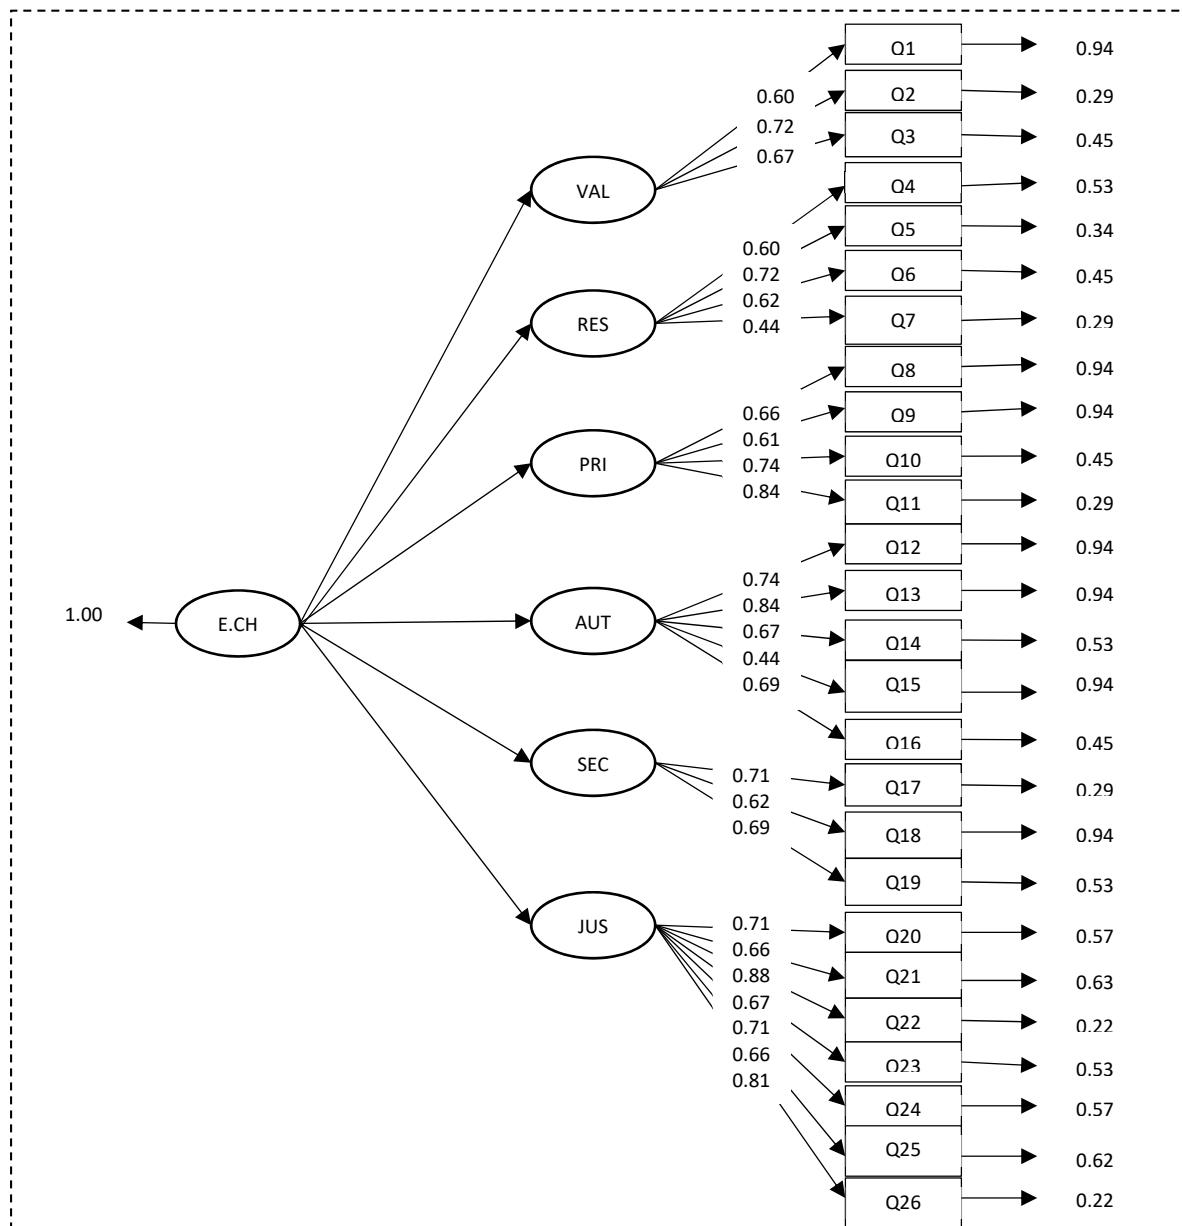 Q1 0.94
0.60 Q2 0.29
0.72
0.67 Q3 0.45
VAL Q4 0.53
Q5 0.34
0.60
0.72 Q6 0.45
0.62
RES 0.44 Q7 0.29
Q8 0.94
0.66 Q9 0.94
0.61
PRI 0.74 Q10 0.45
0.84 Q11 0.29
Q12 0.94
0.74
0.84 Q13 0.94
1.00 E.CH AUT 0.67 Q14 0.53
0.44
0.69 Q15 0.94
Q16 0.45
SEC 0.71 Q17 0.29
0.62
0.69 Q18 0.94
Q19 0.53
JUS 0.71 Q20 0.57
0.66
0.88 Q21 0.63
0.67 Q22 0.22
0.71
0.66 Q23 0.53
0.81
Q24 0.57
Q25 0.62
Q26 0.22